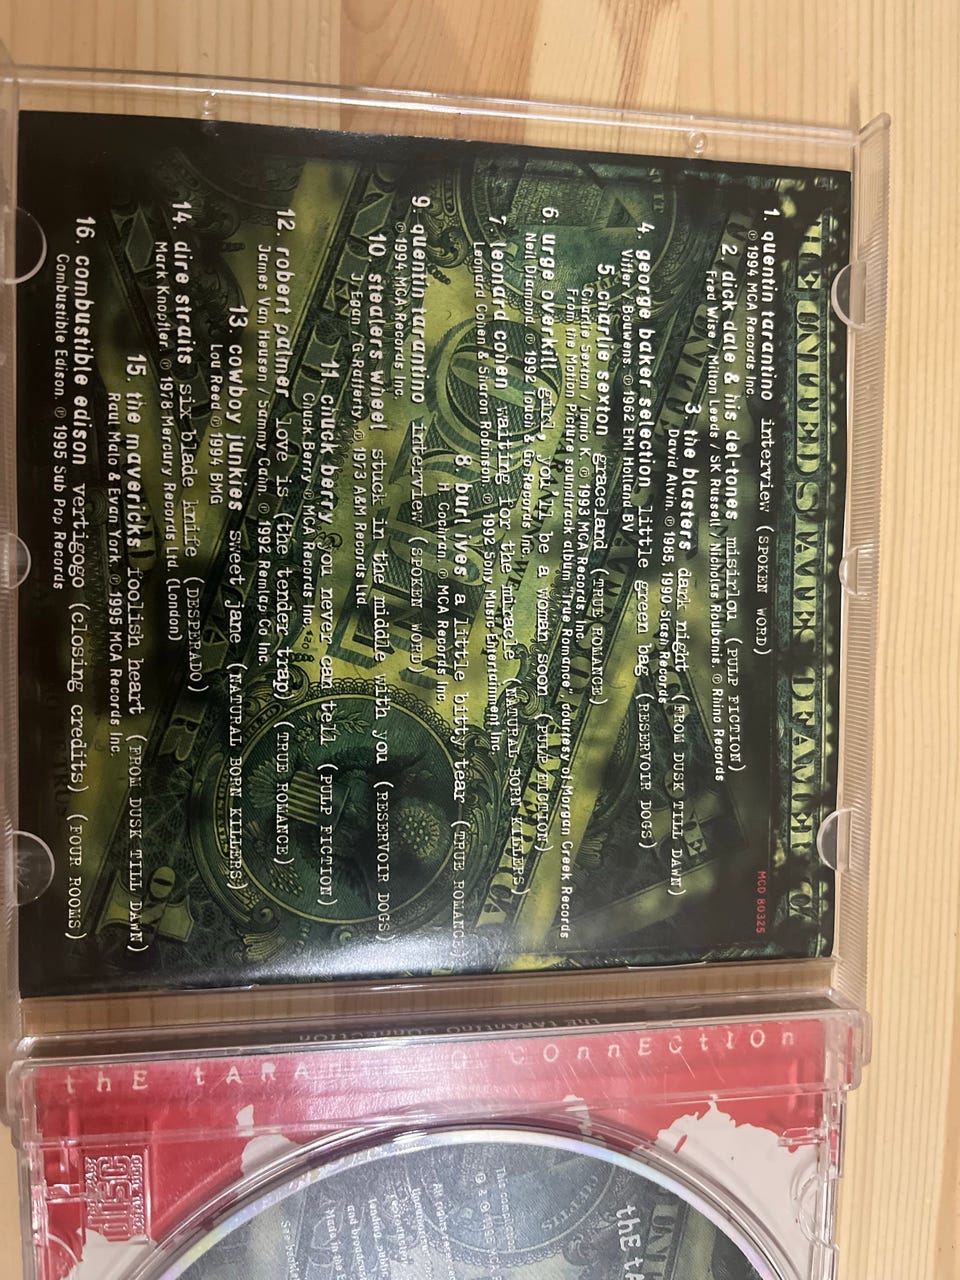 MCD 80325
1. quentin tarantino interview (SPOKEN WORD)
℗ 1994 MCA Records Inc.
2. dick dale & his del-tones misirlou (PULP FICTION)
Fred Wise / Milton Leeds / SK Russell / Nicholas Roubanis. ℗ Rhino Records
3 the blasters dark night (FROM DUSK TILL DAWN)
David Alvin. ℗ 1985, 1990 Slash Records
4. george baker selection little green bag (RESERVOIR DOGS)
Visser / Bouwens. ℗ 1962 EMI Holland BV
5. charlie sexton graceland (TRUE ROMANCE)
Charlie Sexton / Tonio K ℗ 1993 MCA Records, Inc.
From the Motion Picture soundtrack album "True Romance" courtesy of Morgan Creek Records
6. urge overkill girl, you'll be a woman soon (PULP FICTION)
Neil Diamond ℗ 1992 Touch & Go Records Inc.
7. leonard cohen waiting for the miracle (NATURAL BORN KILLERS)
Leonard Cohen & Sharon Robinson ℗ 1992 Sony Music Entertainment Inc
8. burl ives a little bitty tear (TRUE ROMANCE)
H Cochran. ℗ MCA Records Inc.
9. quentin tarantino interview (SPOKEN WORD)
℗ 1994 MCA Records Inc.
10 stealers wheel stuck in the middle with you (RESERVOIR DOGS)
J. Egan / G Rafferty ℗ 1973 A&M Records Ltd
11. chuck berry you never can tell (PULP FICTION)
Chuck Berry ℗ MCA Records Inc.
12. robert palmer love is (the tender trap) (TRUE ROMANCE)
James Van Heusen / Sammy Cahn. ℗ 1992 Remlap Co Inc.
13 cowboy junkies sweet jane (NATURAL BORN KILLERS)
Lou Reed ℗ 1994 BMG
14. dire straits six blade knife (DESPERADO)
Mark Knopfler. ℗ 1978 Mercury Records Ltd (London)
15. the mavericks foolish heart (FROM DUSK TILL DAWN)
Raul Malo & Evan York. ℗ 1995 MCA Records Inc.
16. combustible edison vertigogo (closing credits) (FOUR ROOMS)
Combustible Edison. ℗ 1995 Sub Pop Records
the tarantino connection
thE tARAntinO COnnECtIOn
COMPACT
disc
DIGITAL AUDIO
thE tA